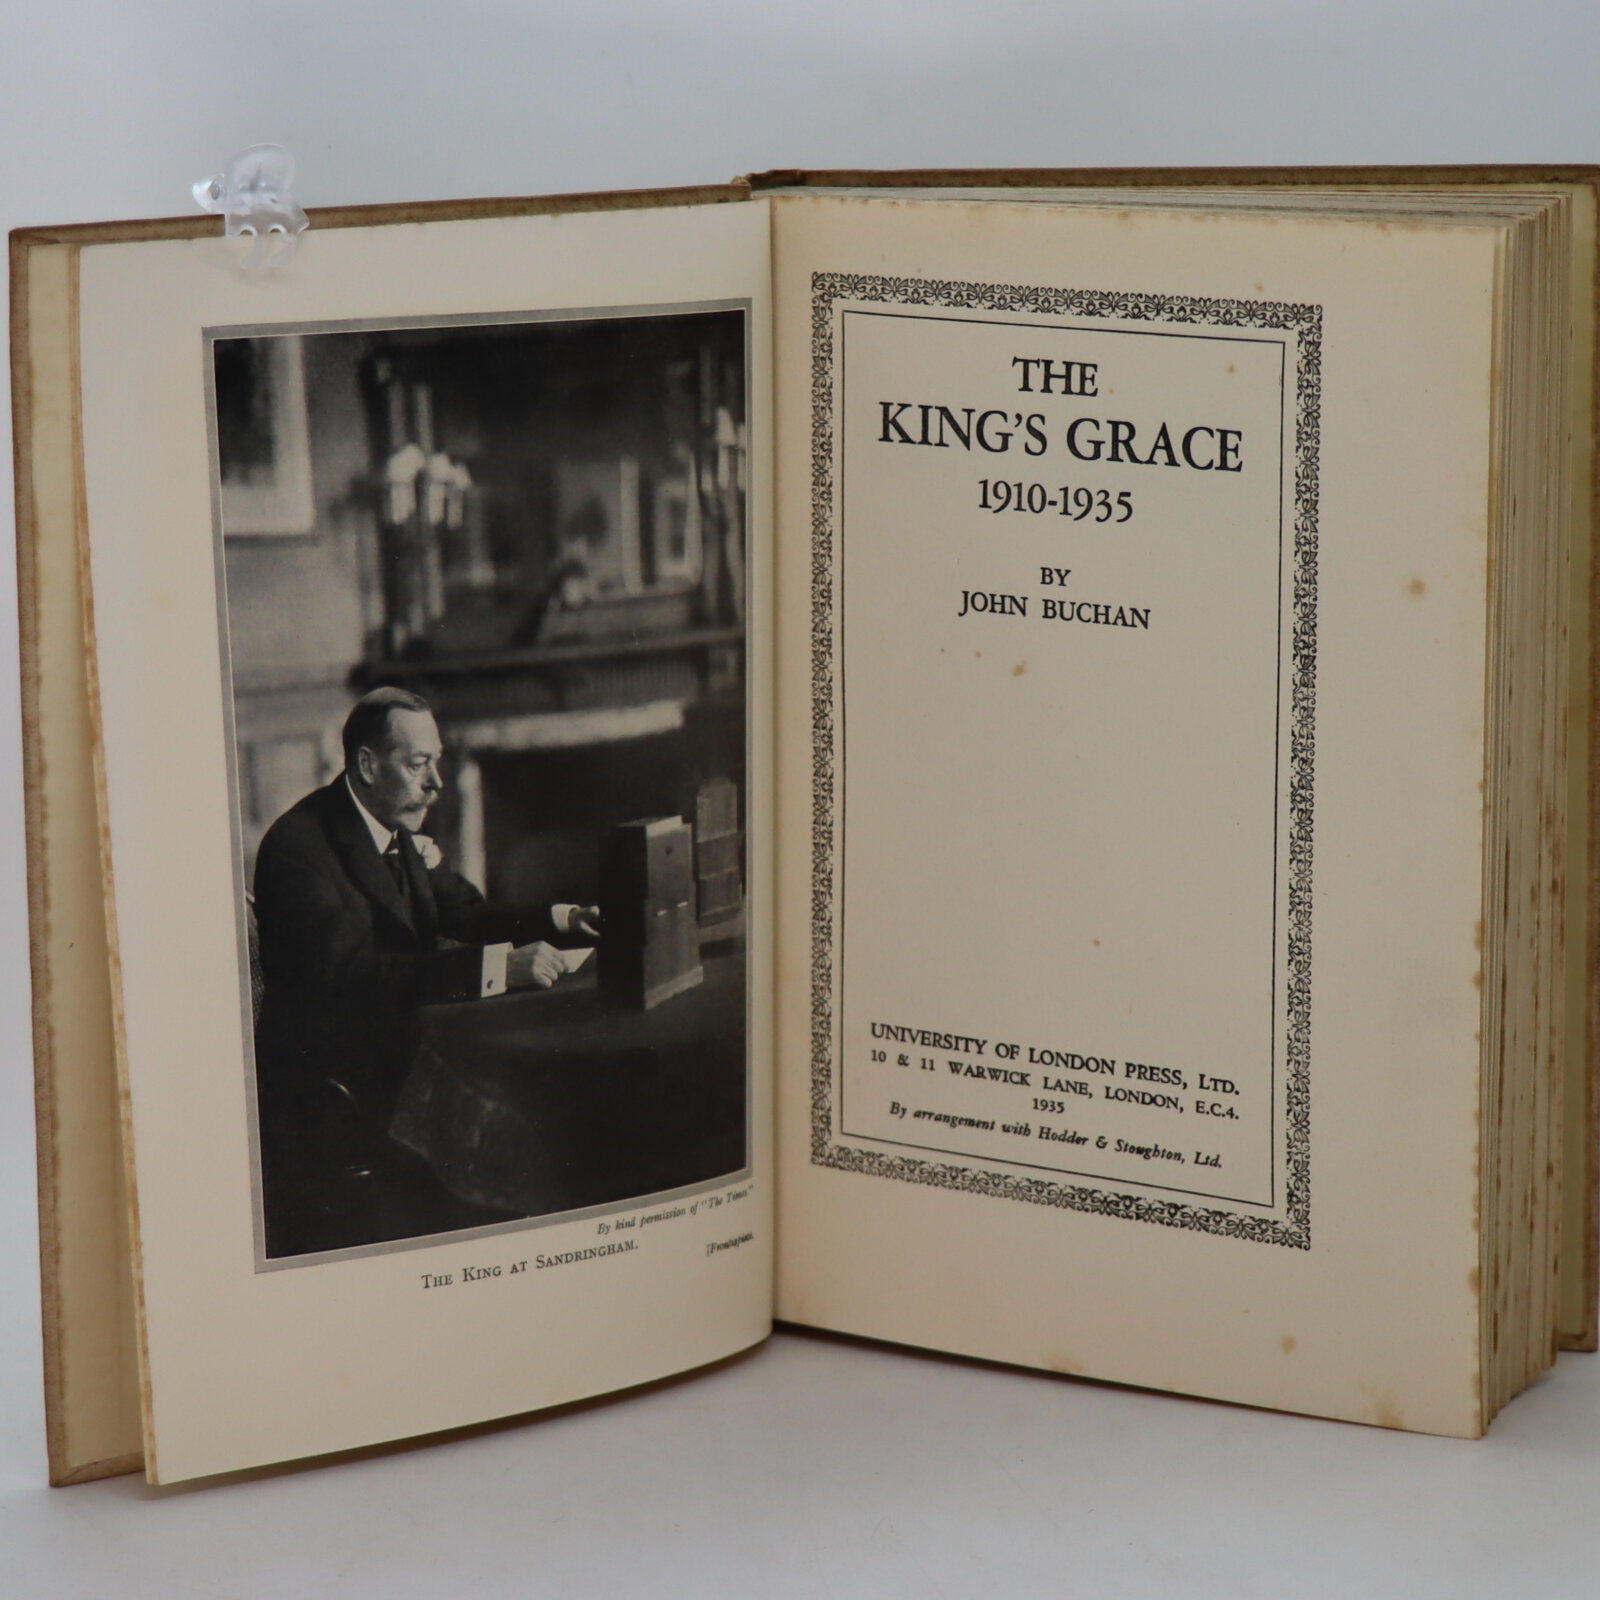 By kind permission of "The Times"
THE KING AT SANDRINGHAM.
[Frontispiece.
THE
KING'S GRACE
1910-1935
BY
JOHN BUCHAN
UNIVERSITY OF LONDON PRESS, LTD.
10 & 11 WARWICK LANE, LONDON, E.C.4.
1935
By arrangement with Hodder & Stoughton, Ltd.